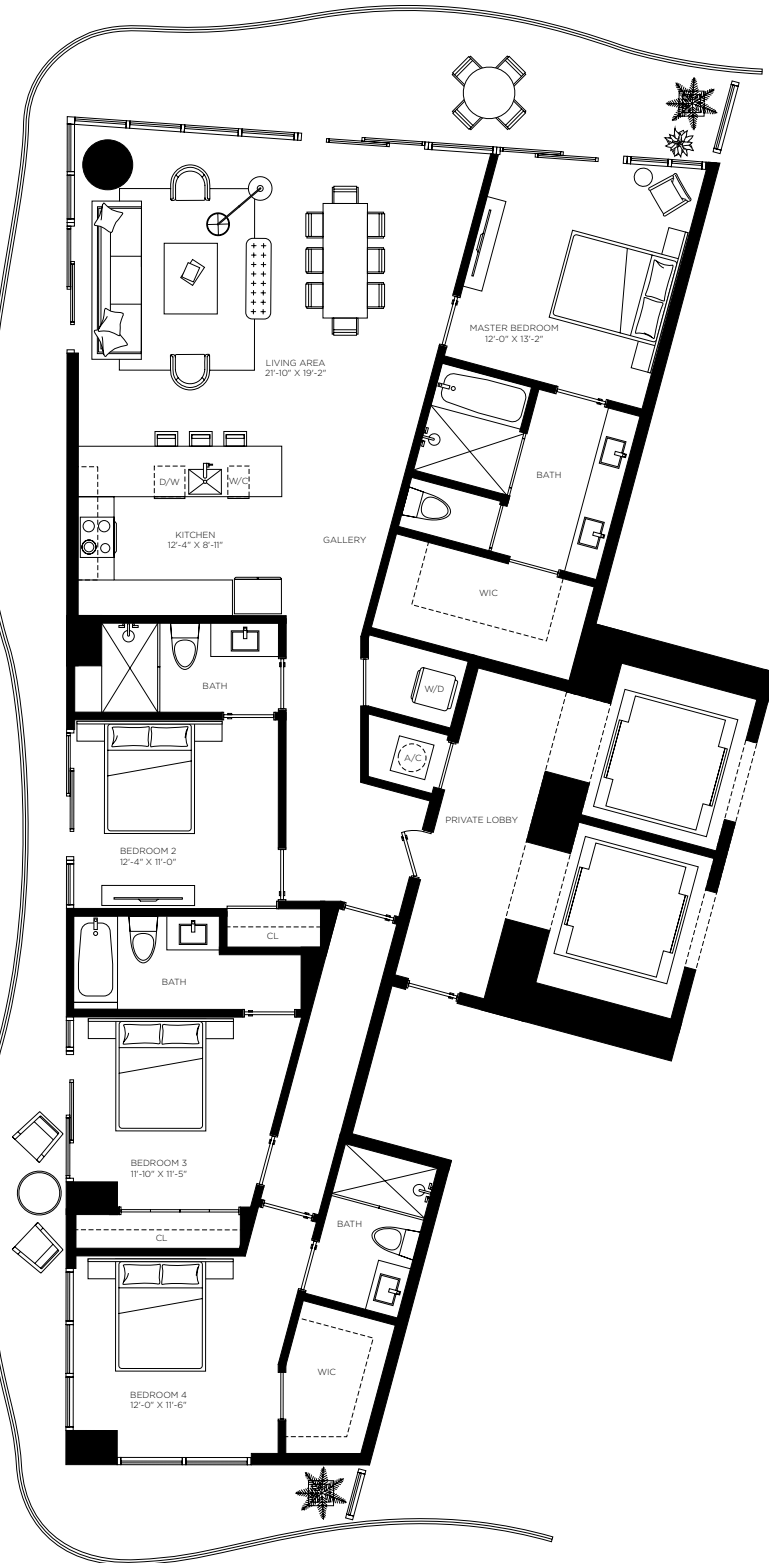 MASTER BEDROOM
12'-0" X 13'-2"
LIVING AREA
21'-10" X 19'-2"
D/W
W/C
BATH
KITCHEN
12'-4" X 8'-11"
GALLERY
WIC
BATH
W/D
A/C
PRIVATE LOBBY
BEDROOM 2
12'-4" X 11'-0"
CL
BATH
BEDROOM 3
11'-10" X 11'-5"
BATH
CL
WIC
BEDROOM 4
12'-0" X 11'-6"